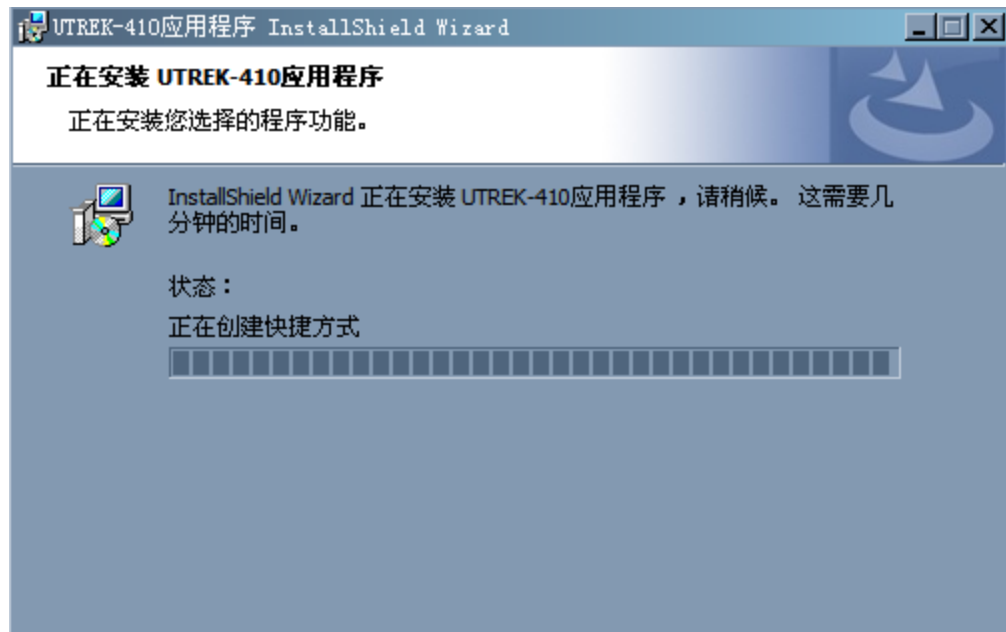 UTREK-410应用程序 InstallShield Wizard
正在安装 UTREK-410应用程序
正在安装您选择的程序功能。
InstallShield Wizard 正在安装 UTREK-410应用程序 ，请稍候。 这需要几
分钟的时间。
状态：
正在创建快捷方式